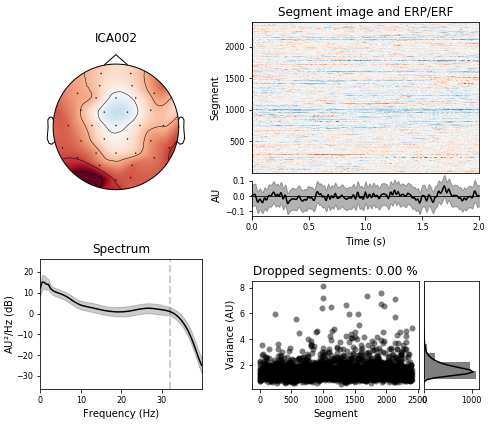 ICA002
Segment image and ERP/ERF
Segment
2000
1500
1000
500
AU
0.1
0.0
−0.1
0.0 0.5 1.0 1.5 2.0
Time (s)
Spectrum
AU²/Hz (dB)
20
10
0
−10
−20
−30
0 10 20 30
Frequency (Hz)
Dropped segments: 0.00 %
Variance (AU)
8
6
4
2
0 500 1000 1500 2000 2500
Segment
0 1000